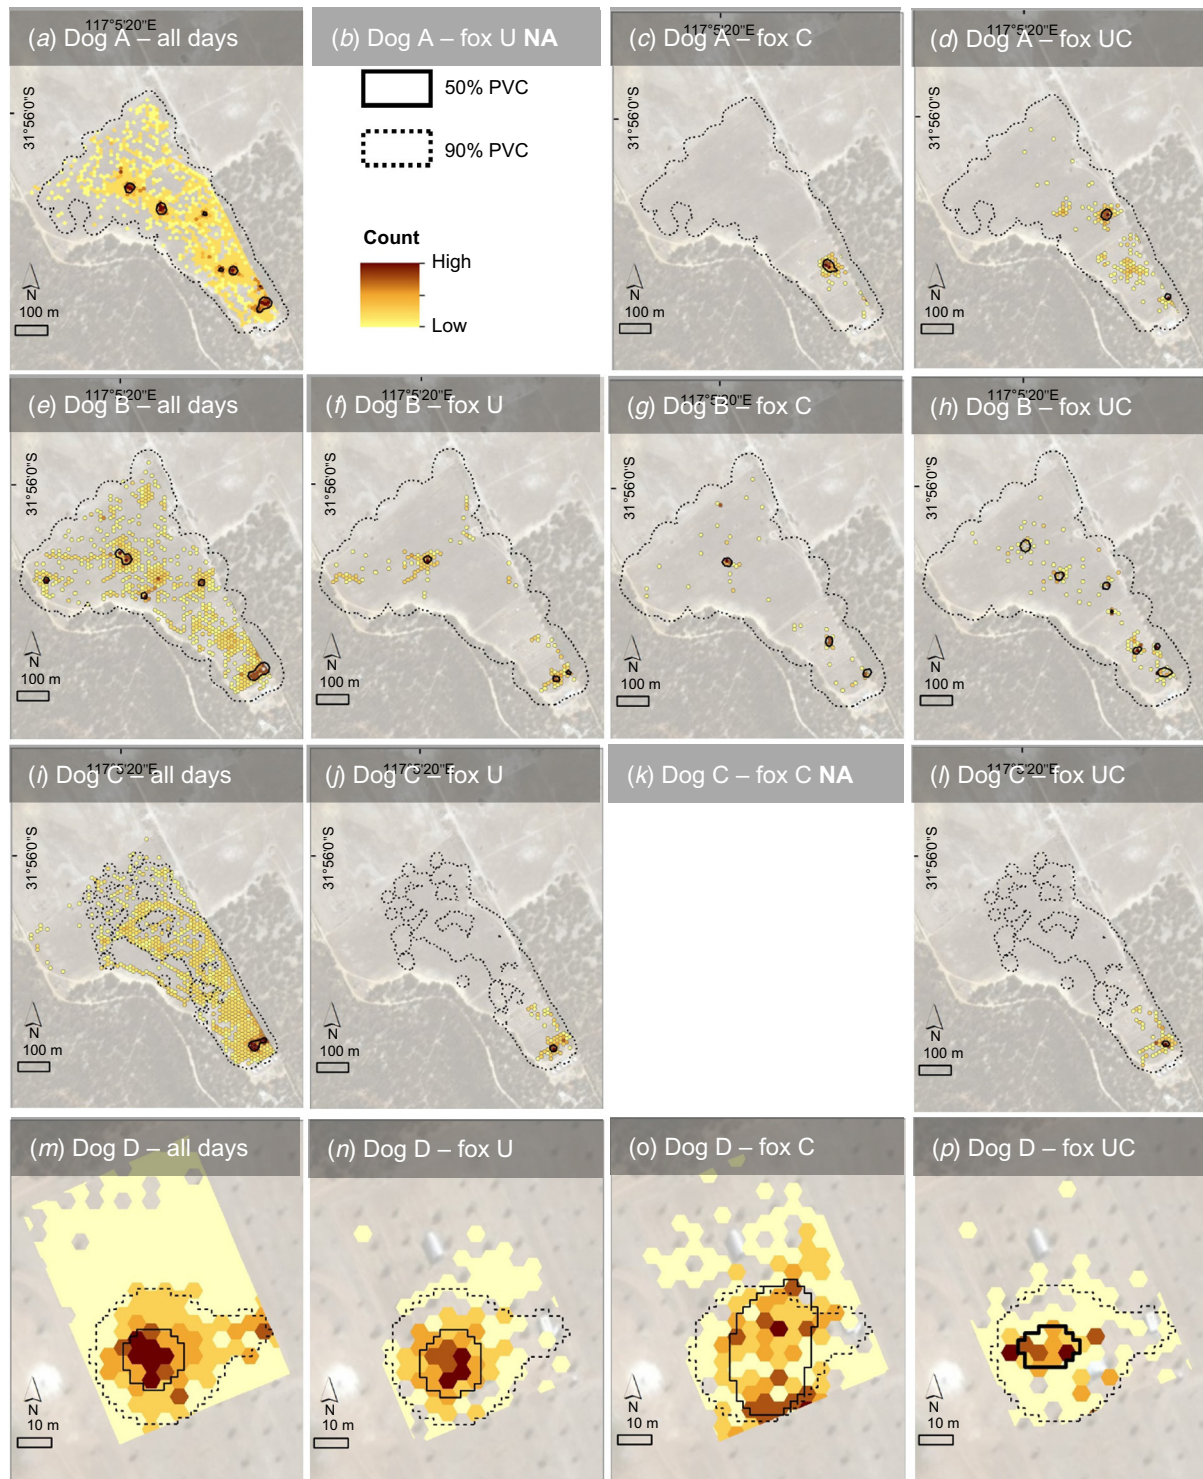 (a) Dog A – all days
117°5'20"E
31°56'0"S
N
100 m
(b) Dog A – fox U NA
50% PVC
90% PVC
Count
High
Low
(c) Dog A – fox C
117°5'20"E
31°56'0"S
N
100 m
(d) Dog A – fox UC
117°5'20"E
31°56'0"S
N
100 m
(e) Dog B – all days
117°5'20"E
31°56'0"S
N
100 m
(f) Dog B – fox U
117°5'20"E
31°56'0"S
N
100 m
(g) Dog B – fox C
117°5'20"E
31°56'0"S
N
100 m
(h) Dog B – fox UC
117°5'20"E
31°56'0"S
N
100 m
(i) Dog C – all days
117°5'20"E
31°56'0"S
N
100 m
(j) Dog C – fox U
117°5'20"E
31°56'0"S
N
100 m
(k) Dog C – fox C NA
(l) Dog C – fox UC
117°5'20"E
31°56'0"S
N
100 m
(m) Dog D – all days
N
10 m
(n) Dog D – fox U
N
10 m
(o) Dog D – fox C
N
10 m
(p) Dog D – fox UC
N
10 m